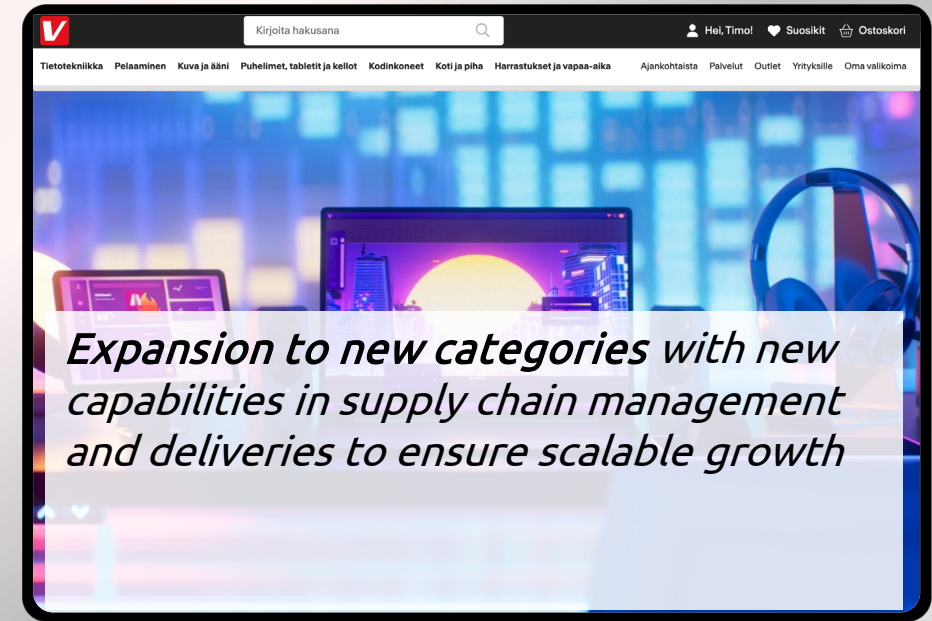 V
Kirjoita hakusana
Hei, Timo!
Suosikit
Ostoskori
Tietotekniikka
Pelaaminen
Kuva ja ääni
Puhelimet, tabletit ja kellot
Kodinkoneet
Koti ja piha
Harrastukset ja vapaa-aika
Ajankohtaista
Palvelut
Outlet
Yrityksille
Oma valikoima
Expansion to new categories with new
capabilities in supply chain management
and deliveries to ensure scalable growth